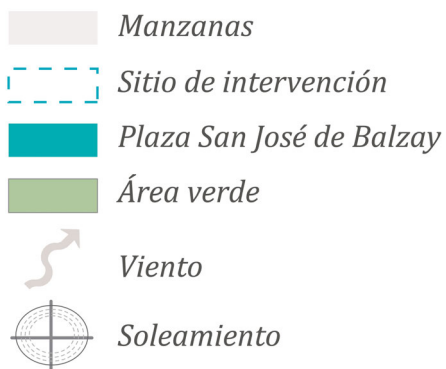 Manzanas
Sitio de intervención
Plaza San José de Balzay
Área verde
Viento
Soleamiento